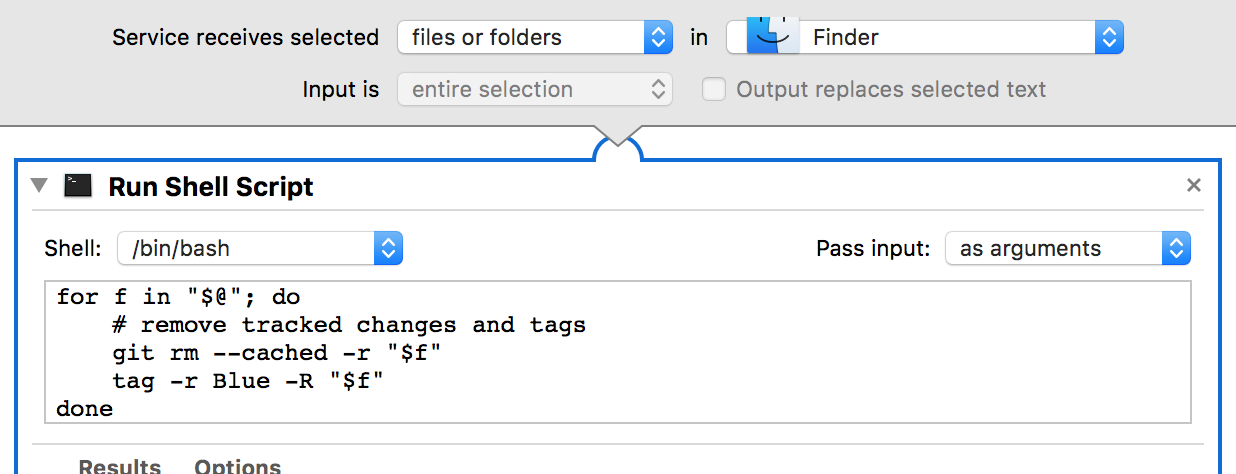 Service receives selected files or folders in Finder
Input is entire selection Output replaces selected text
Run Shell Script
Shell: /bin/bash Pass input: as arguments
for f in "$@"; do
    # remove tracked changes and tags
    git rm --cached -r "$f"
    tag -r Blue -R "$f"
done
Results Options